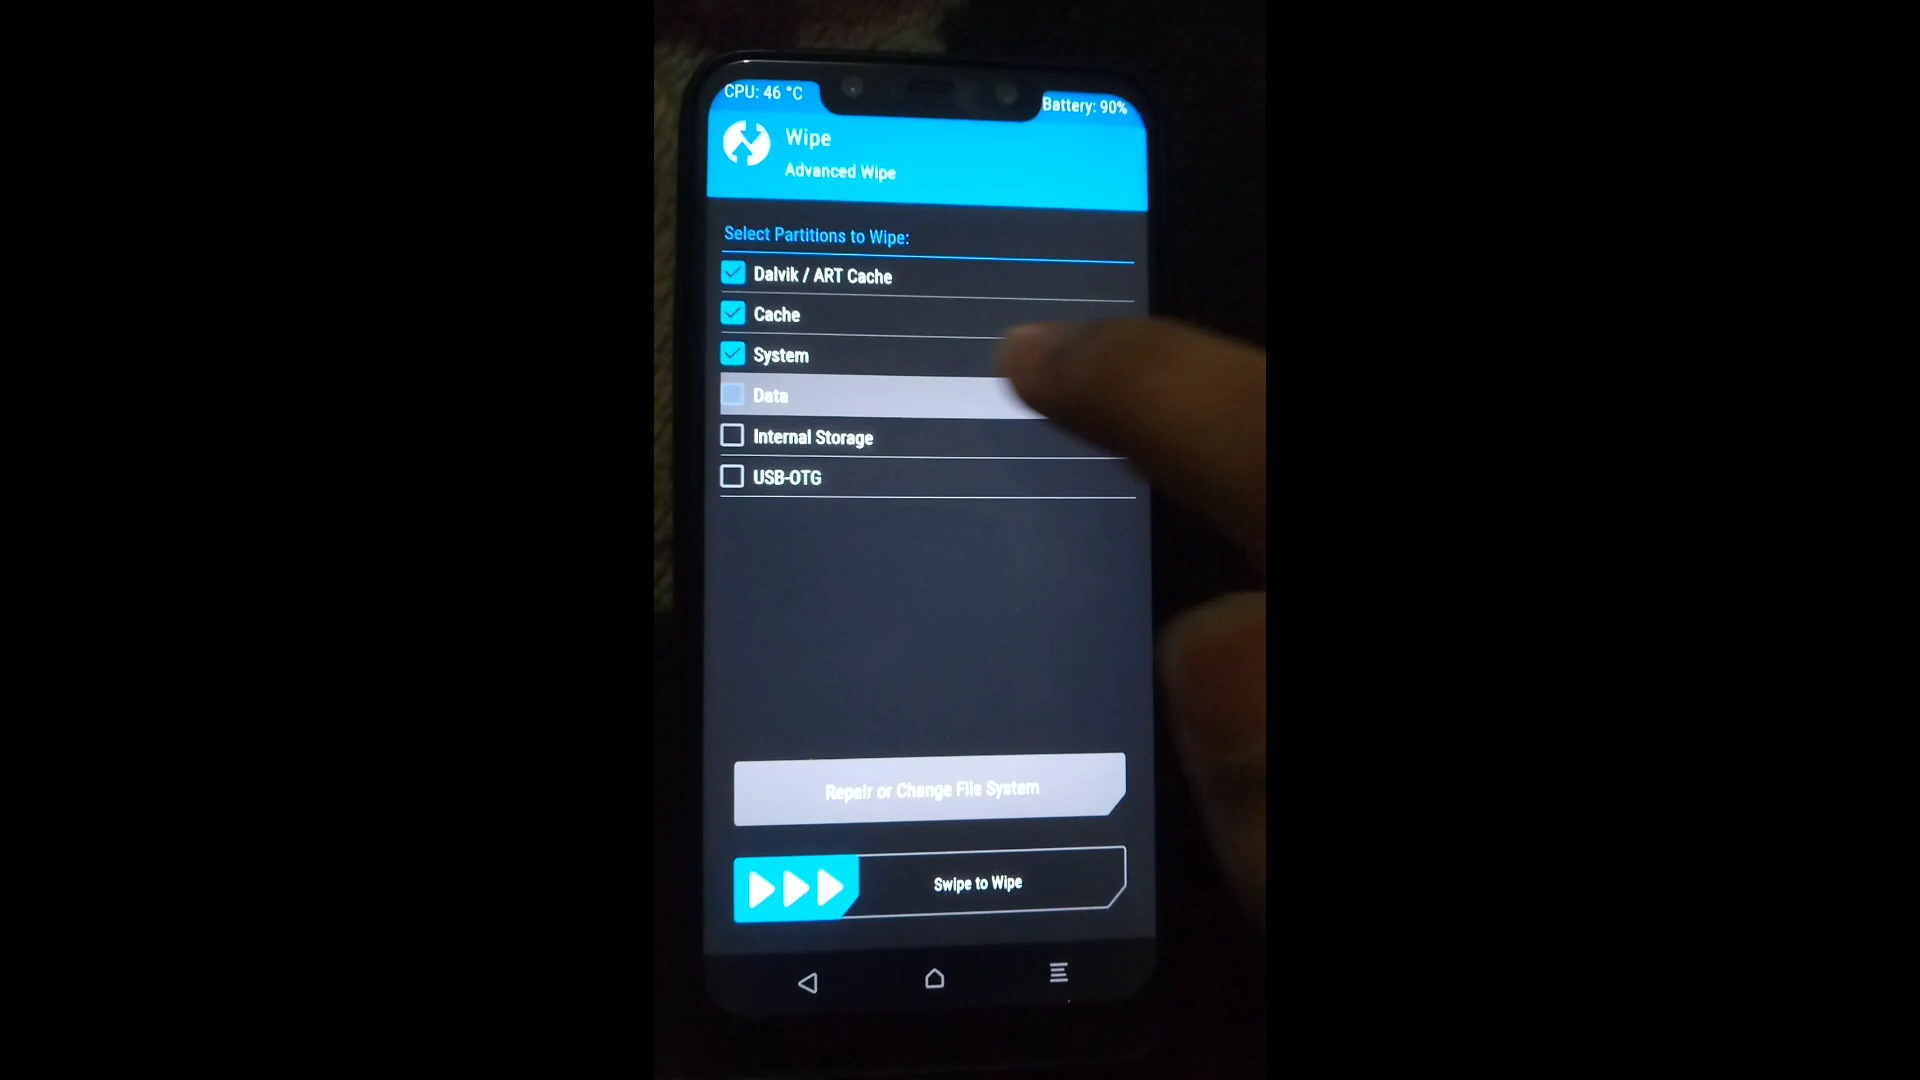 CPU: 46 °C
Battery: 90%
Wipe
Advanced Wipe
Select Partitions to Wipe:
Dalvik / ART Cache
Cache
System
Data
Internal Storage
USB-OTG
Repair or Change File System
Swipe to Wipe